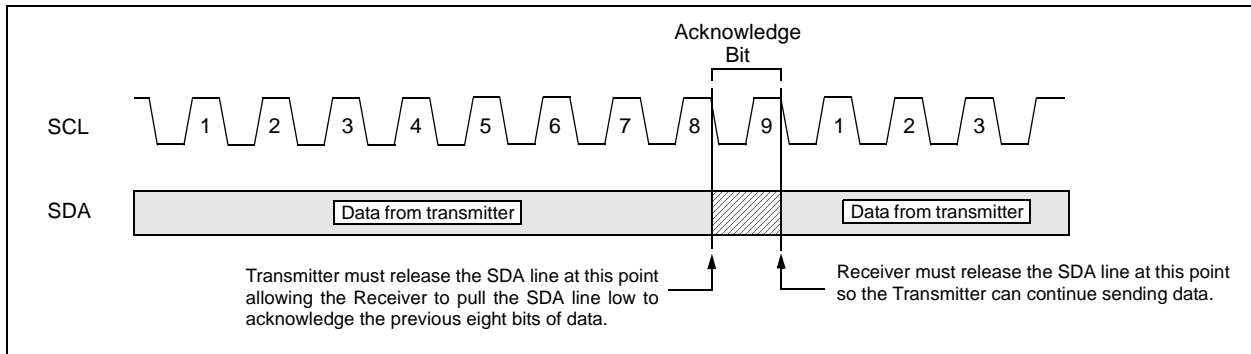 Acknowledge
Bit
SCL
1 2 3 4 5 6 7 8 9 1 2 3
SDA
Data from transmitter
Data from transmitter
Transmitter must release the SDA line at this point
allowing the Receiver to pull the SDA line low to
acknowledge the previous eight bits of data.
Receiver must release the SDA line at this point
so the Transmitter can continue sending data.